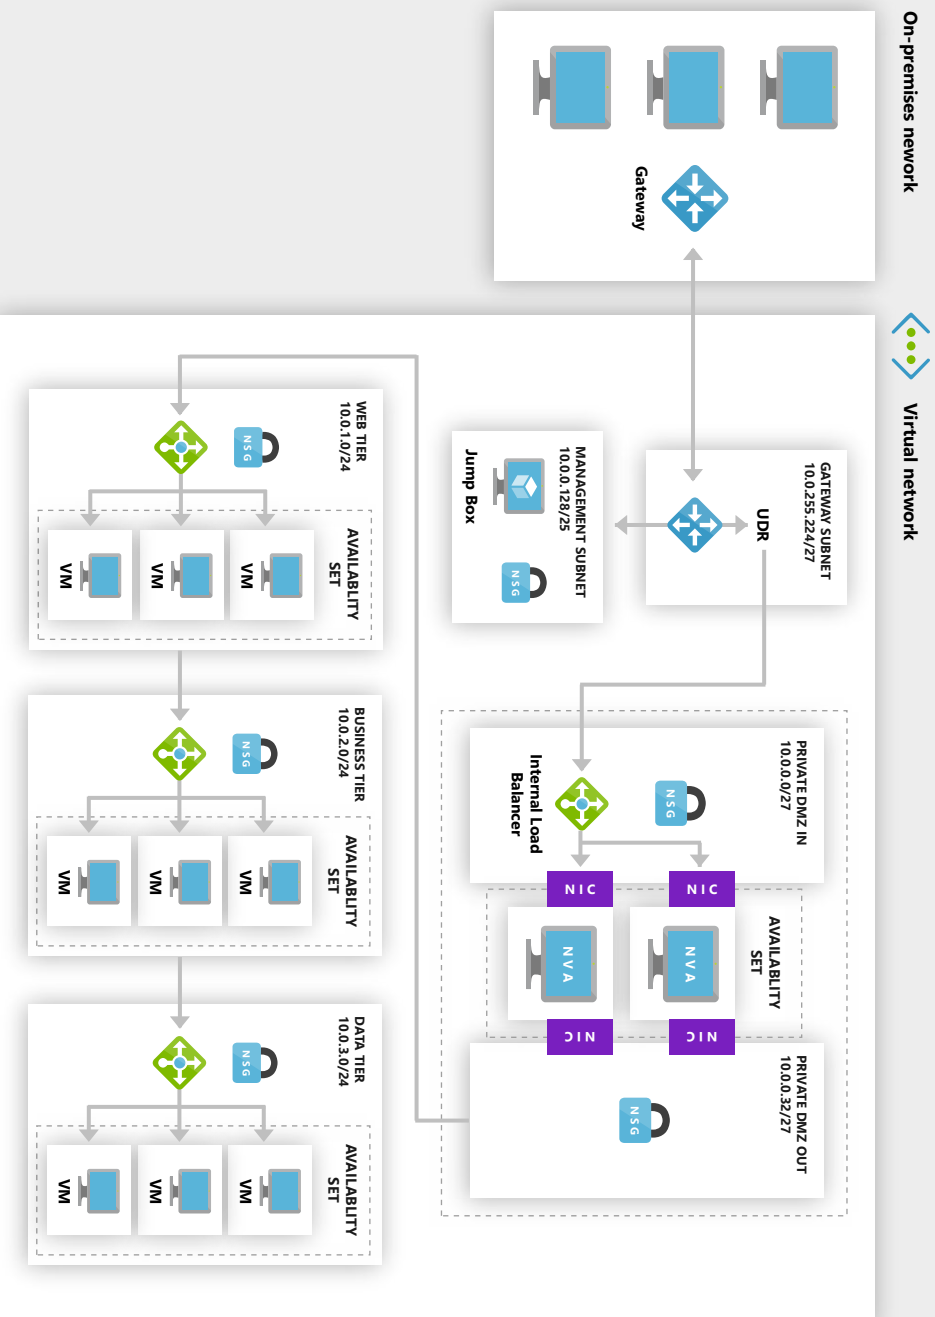 On-premises nework
Gateway
Virtual network
GATEWAY SUBNET
10.0.255.224/27
UDR
MANAGEMENT SUBNET
10.0.0.128/25
Jump Box
NSG
PRIVATE DMZ IN
10.0.0.0/27
NSG
Internal Load
Balancer
NIC
NIC
AVAILABLITY
SET
NVA
NVA
NIC
NIC
PRIVATE DMZ OUT
10.0.0.32/27
NSG
WEB TIER
10.0.1.0/24
NSG
AVAILABLITY
SET
VM
VM
VM
BUSINESS TIER
10.0.2.0/24
NSG
AVAILABLITY
SET
VM
VM
VM
DATA TIER
10.0.3.0/24
NSG
AVAILABLITY
SET
VM
VM
VM